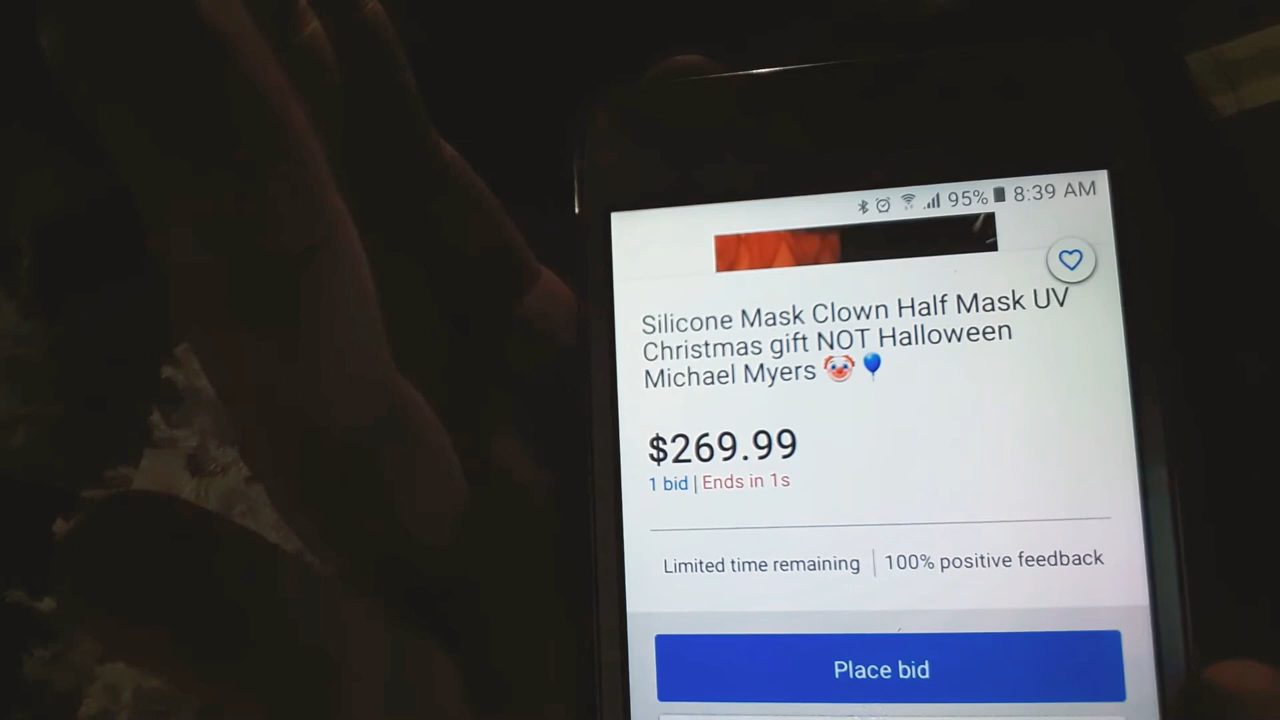 95% 8:39 AM
Silicone Mask Clown Half Mask UV
Christmas gift NOT Halloween
Michael Myers 🤡🎈
$269.99
1 bid | Ends in 1s
Limited time remaining | 100% positive feedback
Place bid